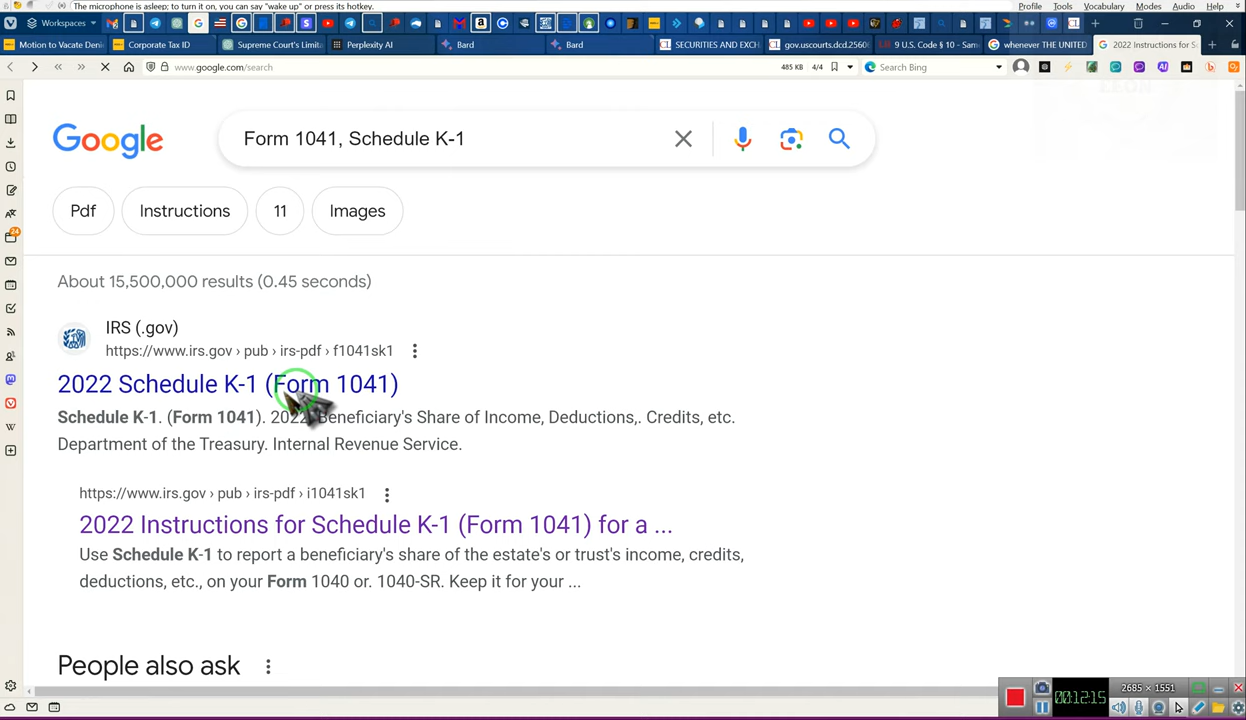 The microphone is asleep; to turn it on, you can say "wake up" or press its hotkey.
Profile Tools Vocabulary Modes Audio Help
Workspaces
Motion to Vacate Deni
Corporate Tax ID
Supreme Court's Limita
Perplexity AI
Bard
Bard
SECURITIES AND EXCH
gov.uscourts.dcd.25606
9 U.S. Code § 10 - Sam
whenever THE UNITED
2022 Instructions for S
www.google.com/search
485 KB 4/4
Search Bing
Google
Form 1041, Schedule K-1
Pdf
Instructions
11
Images
About 15,500,000 results (0.45 seconds)
IRS (.gov)
https://www.irs.gov › pub › irs-pdf › f1041sk1
2022 Schedule K-1 (Form 1041)
Schedule K-1. (Form 1041). 2022. Beneficiary's Share of Income, Deductions,. Credits, etc.
Department of the Treasury. Internal Revenue Service.
https://www.irs.gov › pub › irs-pdf › i1041sk1
2022 Instructions for Schedule K-1 (Form 1041) for a ...
Use Schedule K-1 to report a beneficiary's share of the estate's or trust's income, credits,
deductions, etc., on your Form 1040 or. 1040-SR. Keep it for your ...
People also ask
2685 × 1551
00:12:15